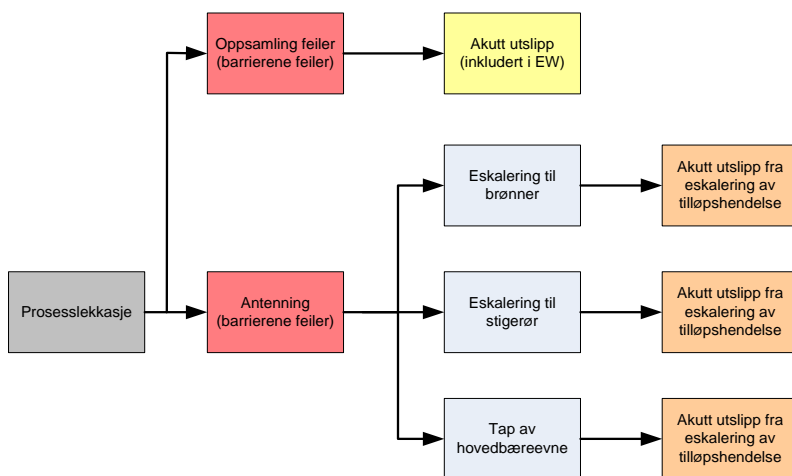 Oppsamling feiler
(barrierene feiler)
Akutt utslipp
(inkludert i EW)
Eskalering til
brønner
Akutt utslipp fra
eskalering av
tilløpshendelse
Prosesslekkasje
Antenning
(barrierene feiler)
Eskalering til
stigerør
Akutt utslipp fra
eskalering av
tilløpshendelse
Tap av
hovedbæreevne
Akutt utslipp fra
eskalering av
tilløpshendelse